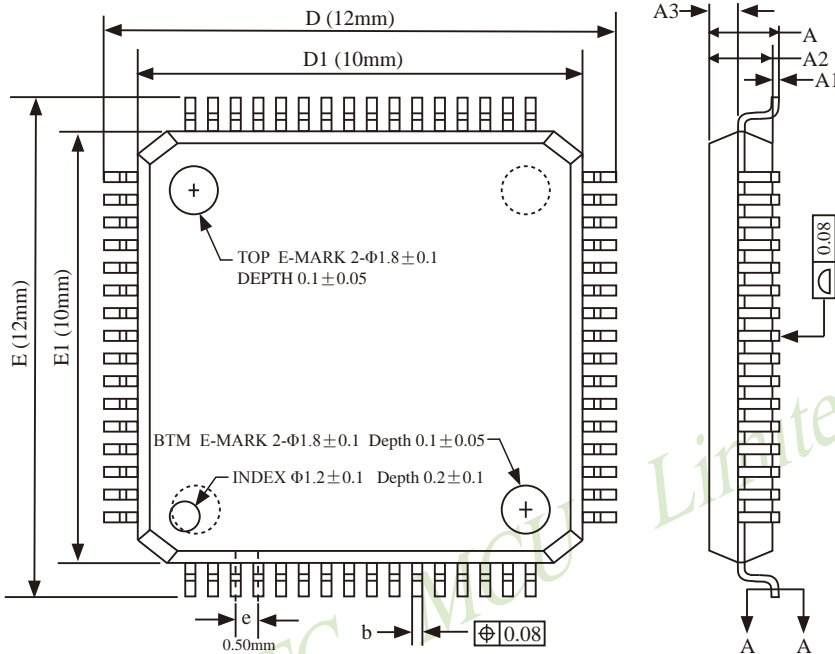 D (12mm)
D1 (10mm)
A3
A
A2
A1
E (12mm)
E1 (10mm)
TOP E-MARK 2-Φ1.8±0.1
DEPTH 0.1±0.05
0.08
BTM E-MARK 2-Φ1.8±0.1 Depth 0.1±0.05
INDEX Φ1.2±0.1 Depth 0.2±0.1
e
0.50mm
b
0.08
A A
MCU Limite